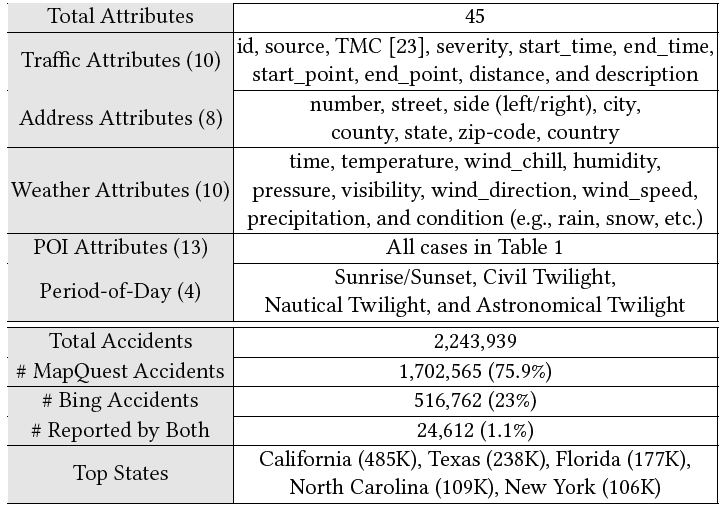 Total Attributes 45
Traffic Attributes (10) id, source, TMC [23], severity, start_time, end_time,
start_point, end_point, distance, and description
Address Attributes (8) number, street, side (left/right), city,
county, state, zip-code, country
Weather Attributes (10) time, temperature, wind_chill, humidity,
pressure, visibility, wind_direction, wind_speed,
precipitation, and condition (e.g., rain, snow, etc.)
POI Attributes (13) All cases in Table 1
Period-of-Day (4) Sunrise/Sunset, Civil Twilight,
Nautical Twilight, and Astronomical Twilight
Total Accidents 2,243,939
# MapQuest Accidents 1,702,565 (75.9%)
# Bing Accidents 516,762 (23%)
# Reported by Both 24,612 (1.1%)
Top States California (485K), Texas (238K), Florida (177K),
North Carolina (109K), New York (106K)